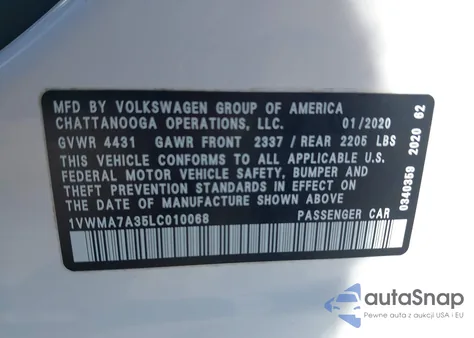 MFD BY VOLKSWAGEN GROUP OF AMERICA
CHATTANOOGA OPERATIONS, LLC. 01/2020
GVWR 4431 GAWR FRONT 2337 / REAR 2205 LBS
THIS VEHICLE CONFORMS TO ALL APPLICABLE U.S.
FEDERAL MOTOR VEHICLE SAFETY, BUMPER AND
THEFT PREVENTION STANDARDS IN EFFECT ON
THE DATE OF MANUFACTURE SHOWN ABOVE.
1VWMA7A35LC010068 PASSENGER CAR
0340359 2020 62
autoSnap
Pewne auta z aukcji USA i EU